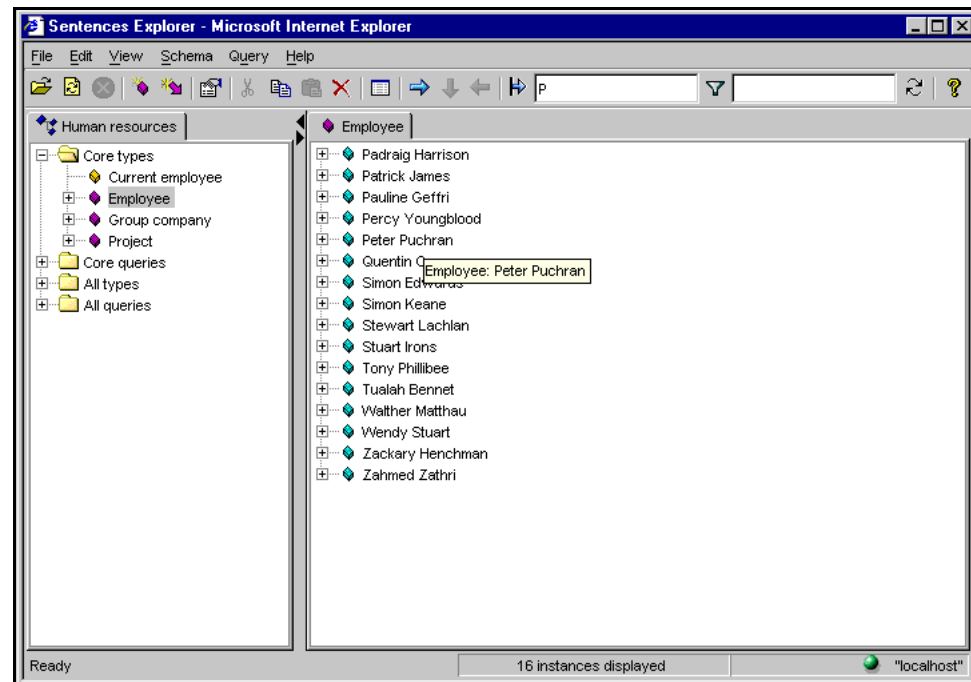 Sentences Explorer - Microsoft Internet Explorer
File Edit View Schema Query Help
P
Human resources
Core types
Current employee
Employee
Group company
Project
Core queries
All types
All queries
Employee
Padraig Harrison
Patrick James
Pauline Geffri
Percy Youngblood
Peter Puchran
Quentin
Employee: Peter Puchran
Simon Edwards
Simon Keane
Stewart Lachlan
Stuart Irons
Tony Phillibee
Tualah Bennet
Walther Matthau
Wendy Stuart
Zackary Henchman
Zahmed Zathri
Ready
16 instances displayed
"localhost"